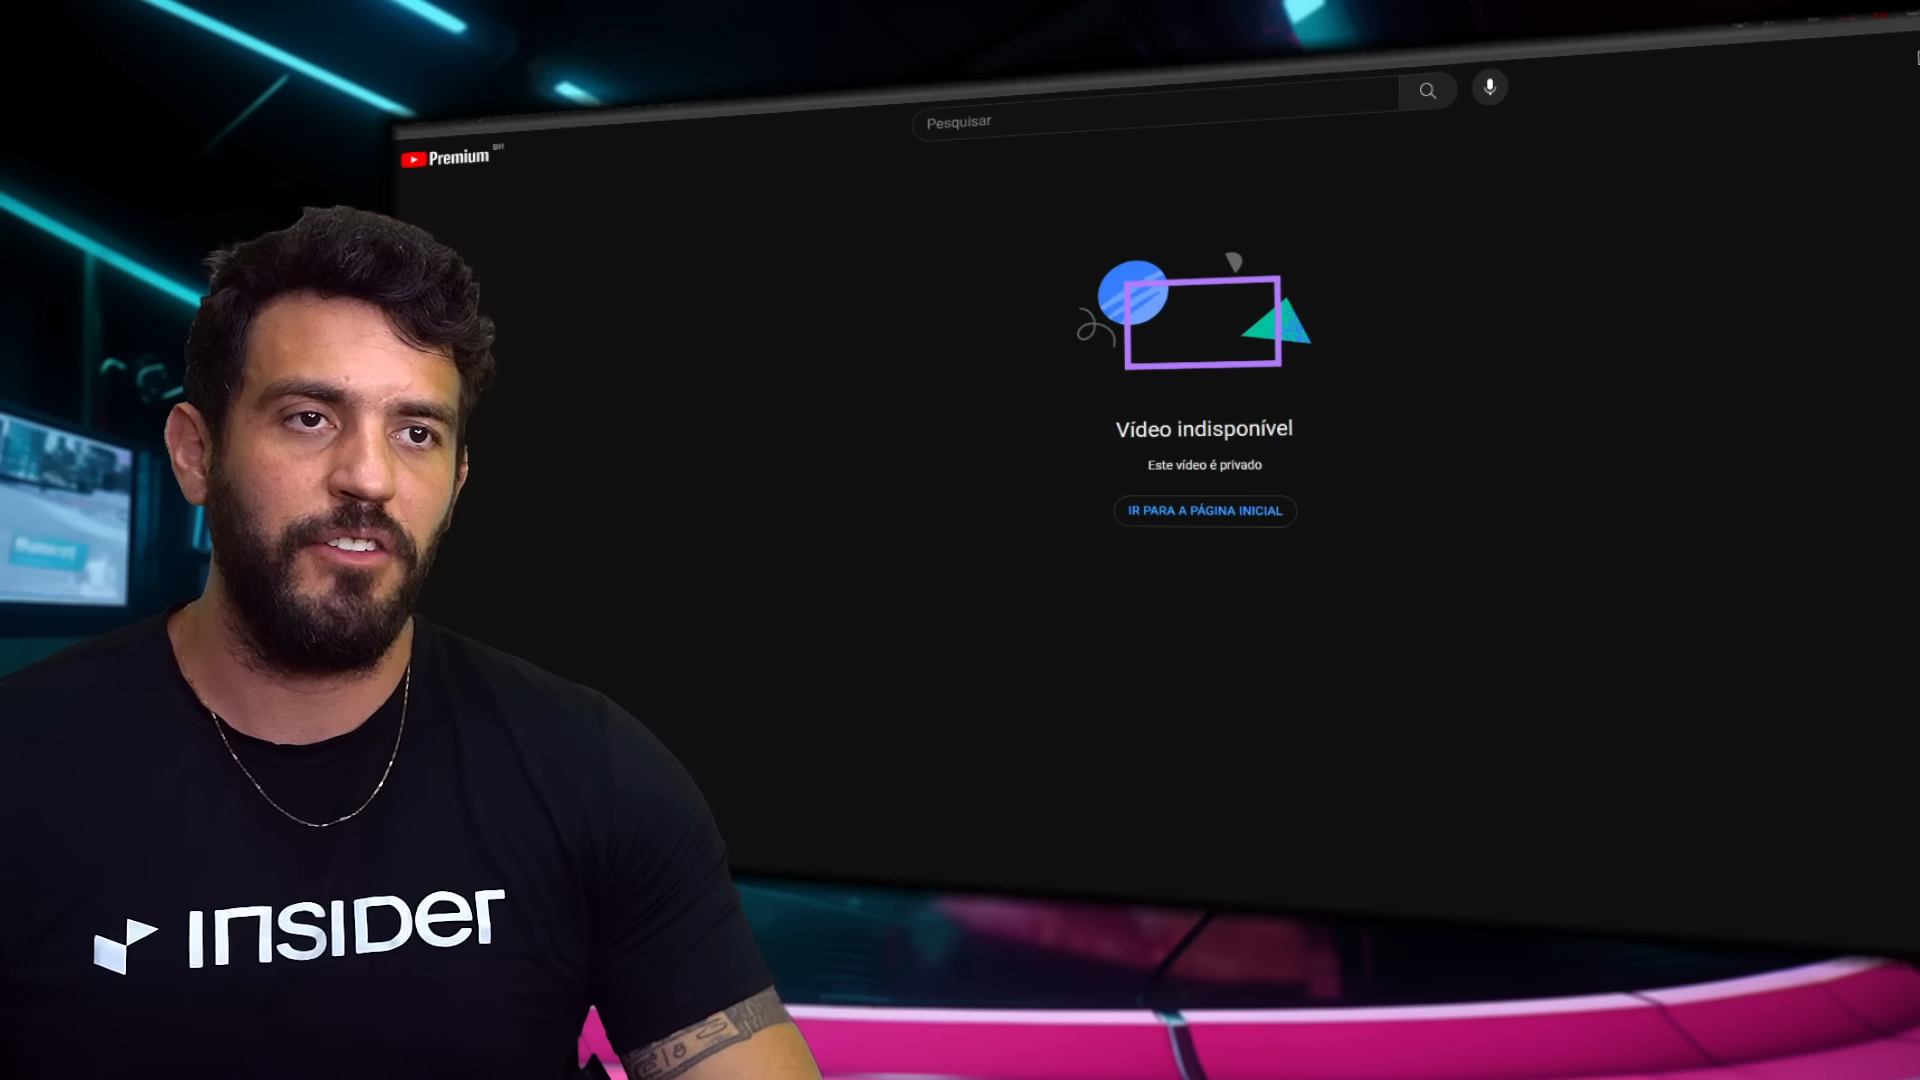 Premium BR
Pesquisar
Vídeo indisponível
Este vídeo é privado
IR PARA A PÁGINA INICIAL
INSIDER